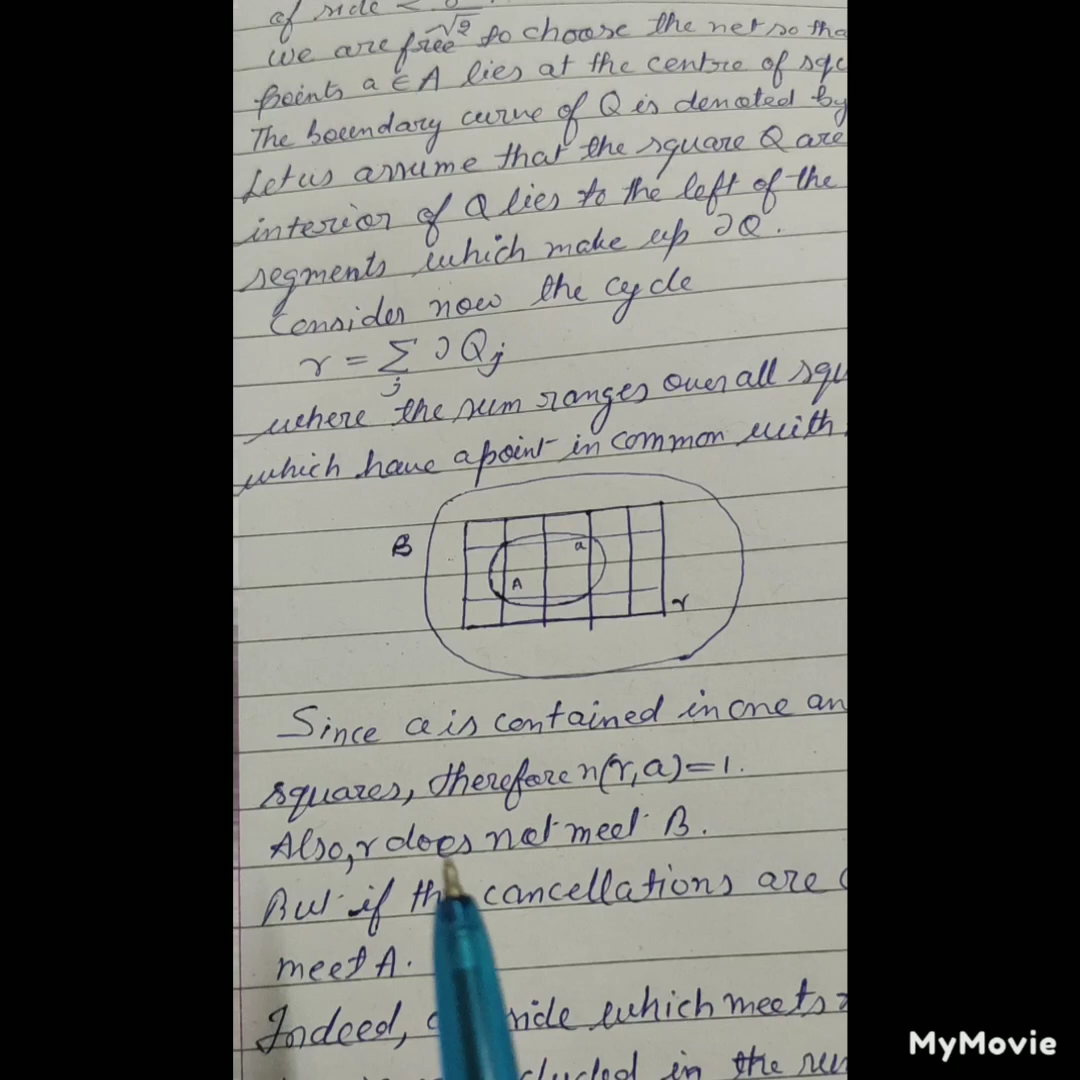 of side <
√2
we are free to choose the net so tha
points a ∈ A lies at the centre of squ
The boundary curve of Q is denoted by
Let us assume that the square Q are
interior of Q lies to the left of the
segments which make up ∂Q.
Consider now the cycle
r = Σ ∂Qj
j
where the sum ranges over all squ
which have a point in common with
B
a
A
r
Since a is contained in one an
squares, therefore n(r,a)=1.
Also, r does not meet B.
But if the cancellations are
meet A.
Indeed, side which meets
in the
MyMovie